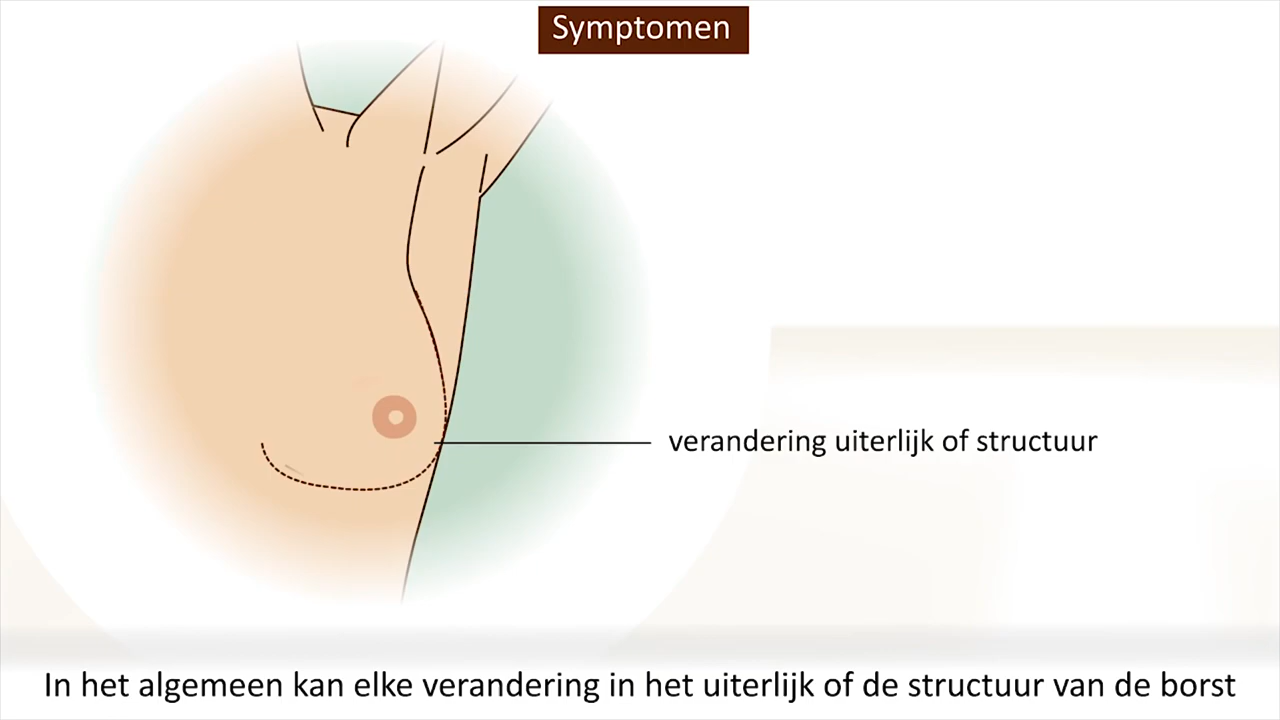 Symptomen
verandering uiterlijk of structuur
In het algemeen kan elke verandering in het uiterlijk of de structuur van de borst